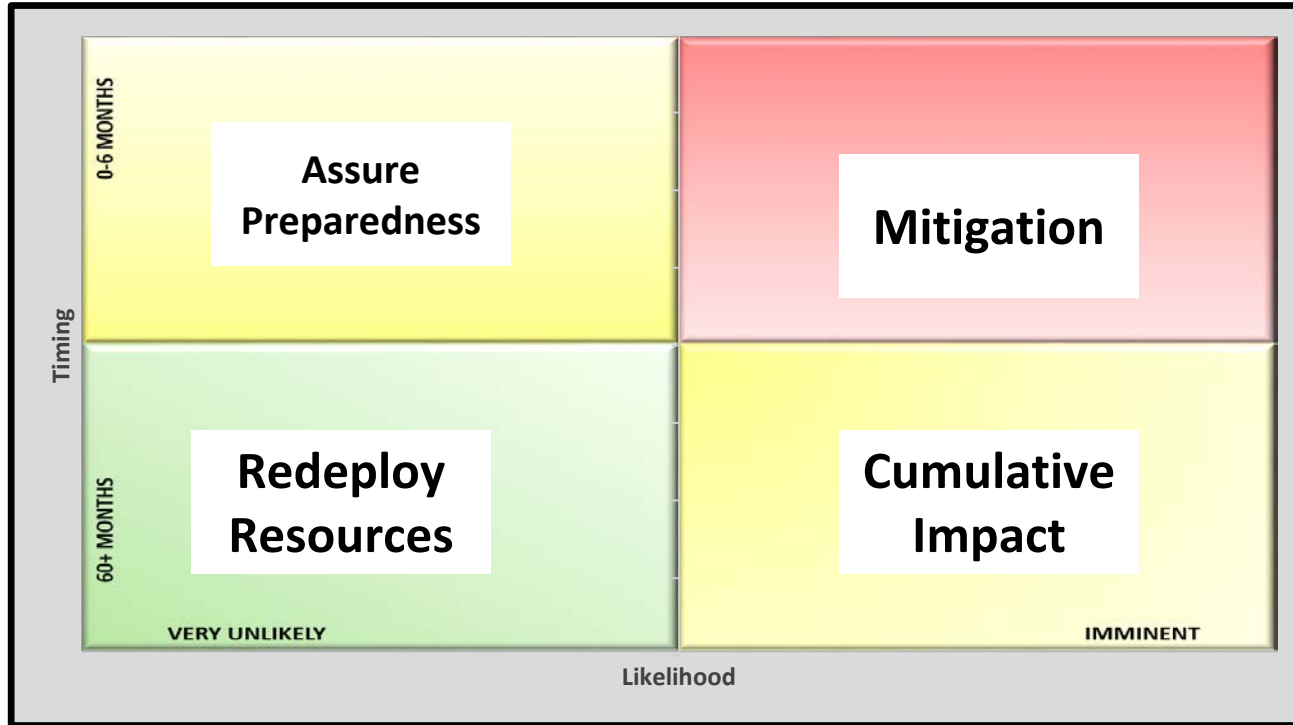 0-6 MONTHS
Assure
Preparedness
Mitigation
Timing
60+ MONTHS
Redeploy
Resources
Cumulative
Impact
VERY UNLIKELY
IMMINENT
Likelihood